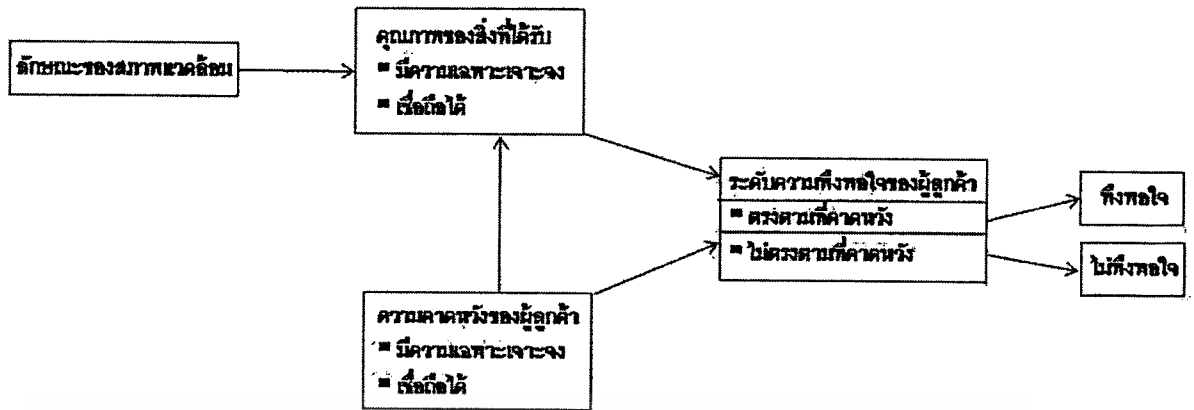 ลักษณะของสภาพแวดล้อม
คุณภาพของสิ่งที่ได้รับ
▪ มีความเฉพาะเจาะจง
▪ เชื่อถือได้
ระดับความพึงพอใจของผู้ลูกค้า
▪ ตรงตามที่คาดหวัง
▪ ไม่ตรงตามที่คาดหวัง
พึงพอใจ
ไม่พึงพอใจ
ความคาดหวังของผู้ลูกค้า
▪ มีความเฉพาะเจาะจง
▪ เชื่อถือได้